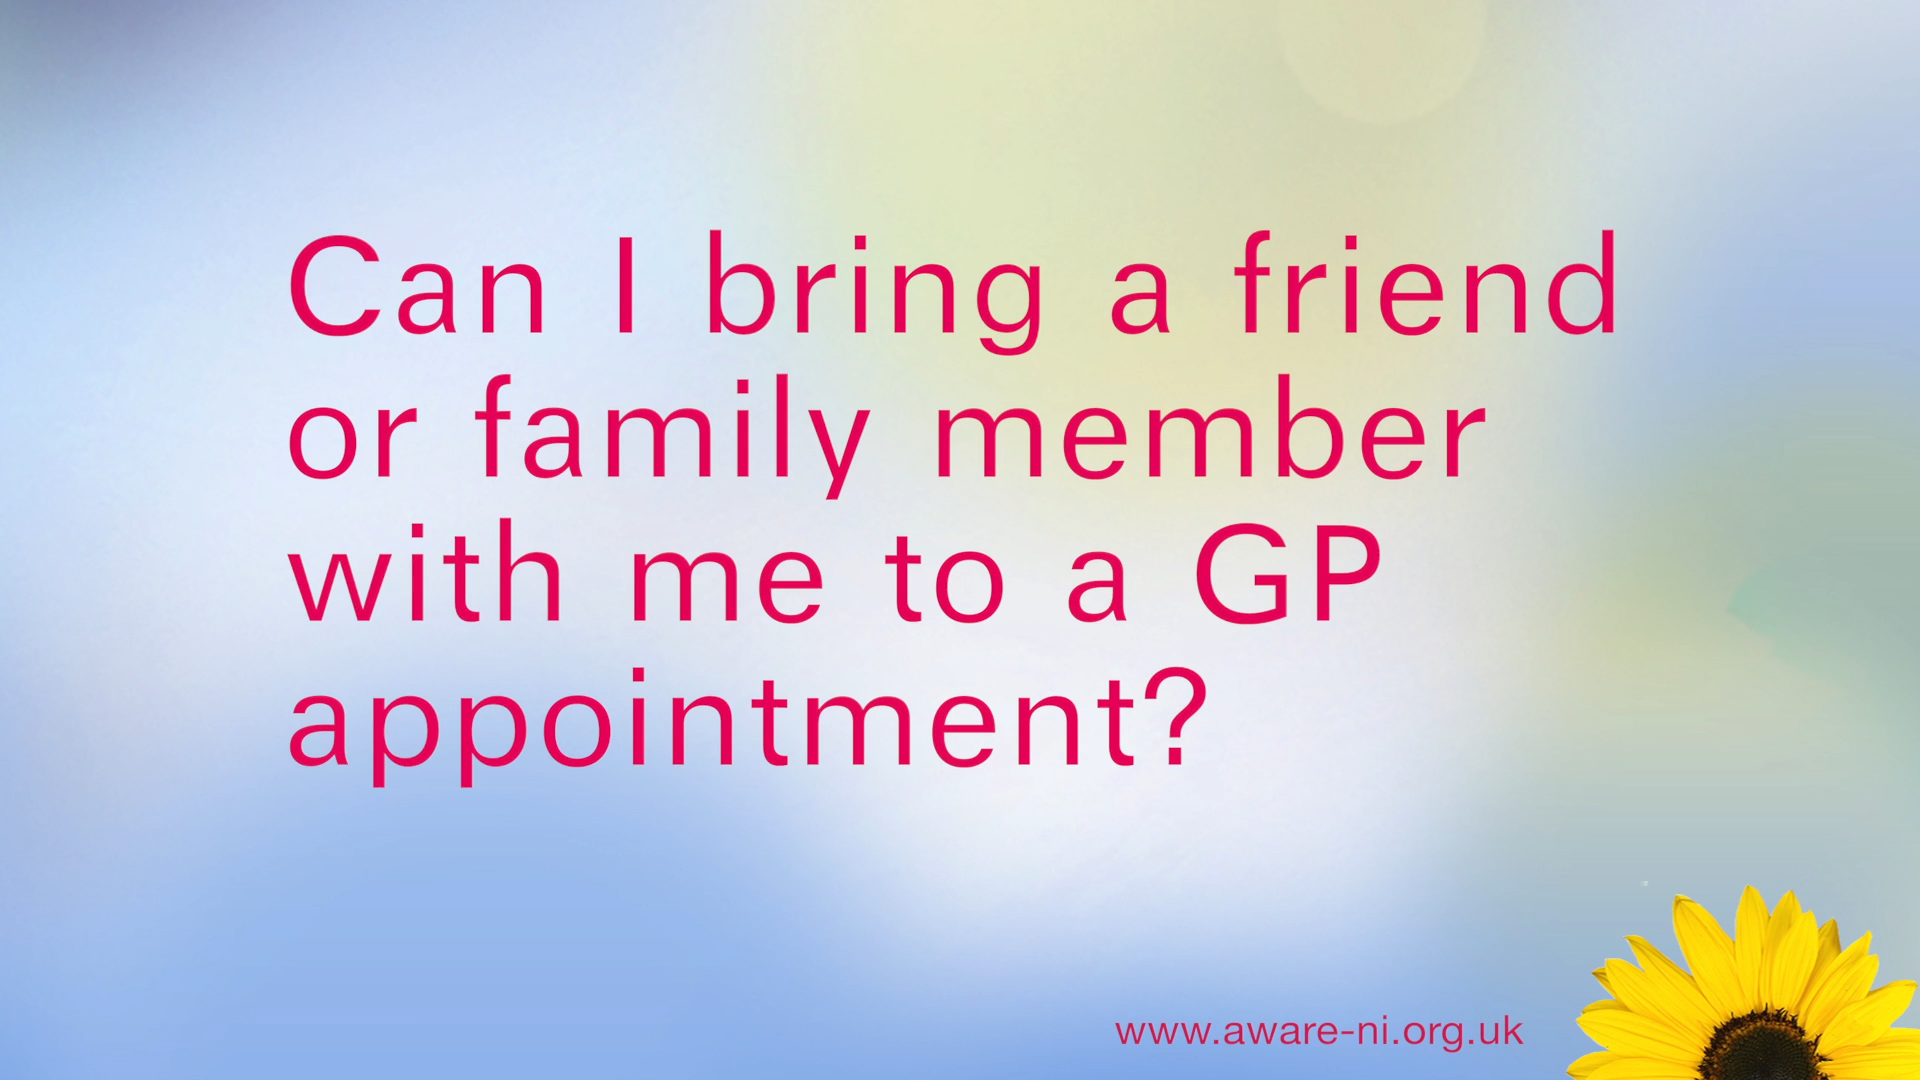 Can I bring a friend
or family member
with me to a GP
appointment?
www.aware-ni.org.uk